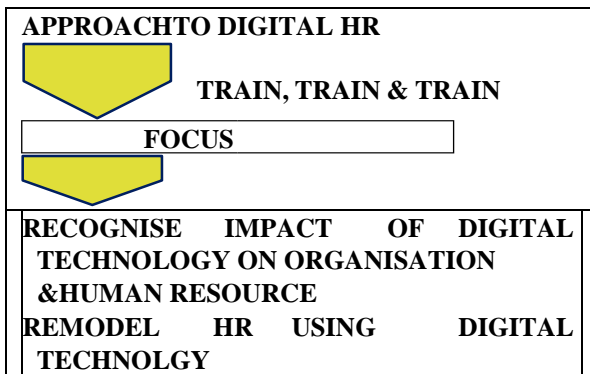 APPROACHTO DIGITAL HR
TRAIN, TRAIN & TRAIN
FOCUS
RECOGNISE IMPACT OF DIGITAL
TECHNOLOGY ON ORGANISATION
&HUMAN RESOURCE
REMODEL HR USING DIGITAL
TECHNOLGY